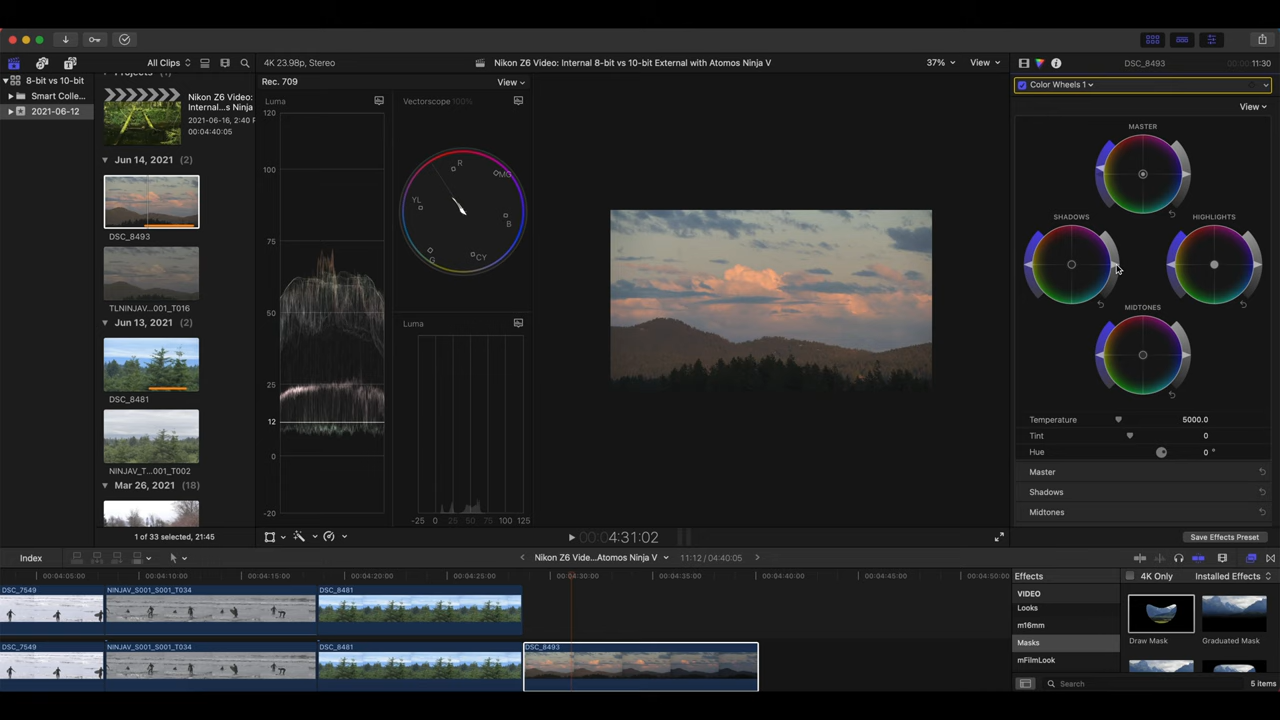 All Clips
4K 23.98p, Stereo
Nikon Z6 Video: Internal 8-bit vs 10-bit External with Atomos Ninja V
37%
View
DSC_8493
11:30
8-bit vs 10-bit
Smart Colle...
2021-06-12
Nikon Z6 Video:
Internal...s Ninja
2021-06-16, 2:40 P
00:04:40:05
Jun 14, 2021 (2)
DSC_8493
TLNINJAV_...001_T016
Jun 13, 2021 (2)
DSC_8481
NINJAV_T...001_T002
Mar 26, 2021 (18)
1 of 33 selected, 21:45
Rec. 709
View
Luma
120
100
75
50
25
12
0
-20
Vectorscope 100%
R
MG
B
CY
G
YL
Luma
-25 0 25 50 75 100 125
Color Wheels 1
View
MASTER
SHADOWS
HIGHLIGHTS
MIDTONES
Temperature 5000.0
Tint 0
Hue 0 °
Master
Shadows
Midtones
Save Effects Preset
00:00:04:31:02
Index
Nikon Z6 Vide...Atomos Ninja V
11:12 / 04:40:05
00:04:05:00
00:04:10:00
00:04:15:00
00:04:20:00
00:04:25:00
00:04:30:00
00:04:35:00
00:04:40:00
00:04:45:00
00:04:50:00
DSC_7549
NINJAV_S001_S001_T034
DSC_8481
DSC_7549
NINJAV_S001_S001_T034
DSC_8481
DSC_8493
Effects
4K Only
Installed Effects
VIDEO
Looks
m16mm
Masks
mFilmLook
Draw Mask
Graduated Mask
Search
5 items